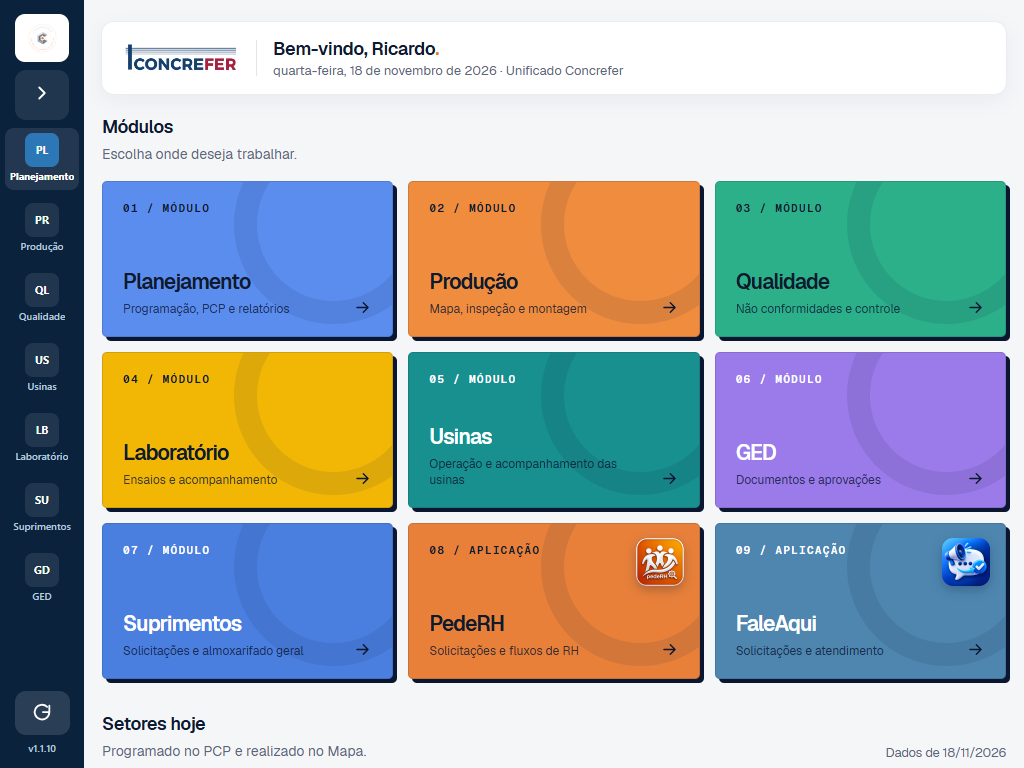 PL
Planejamento
PR
Produção
QL
Qualidade
US
Usinas
LB
Laboratório
SU
Suprimentos
GD
GED
v1.1.10
CONCREFER
Bem-vindo, Ricardo.
quarta-feira, 18 de novembro de 2026 · Unificado Concrefer
Módulos
Escolha onde deseja trabalhar.
01 / MÓDULO
Planejamento
Programação, PCP e relatórios
02 / MÓDULO
Produção
Mapa, inspeção e montagem
03 / MÓDULO
Qualidade
Não conformidades e controle
04 / MÓDULO
Laboratório
Ensaios e acompanhamento
05 / MÓDULO
Usinas
Operação e acompanhamento das
usinas
06 / MÓDULO
GED
Documentos e aprovações
07 / MÓDULO
Suprimentos
Solicitações e almoxarifado geral
08 / APLICAÇÃO
pedeRH
PedeRH
Solicitações e fluxos de RH
09 / APLICAÇÃO
FaleAqui
Solicitações e atendimento
Setores hoje
Programado no PCP e realizado no Mapa.
Dados de 18/11/2026